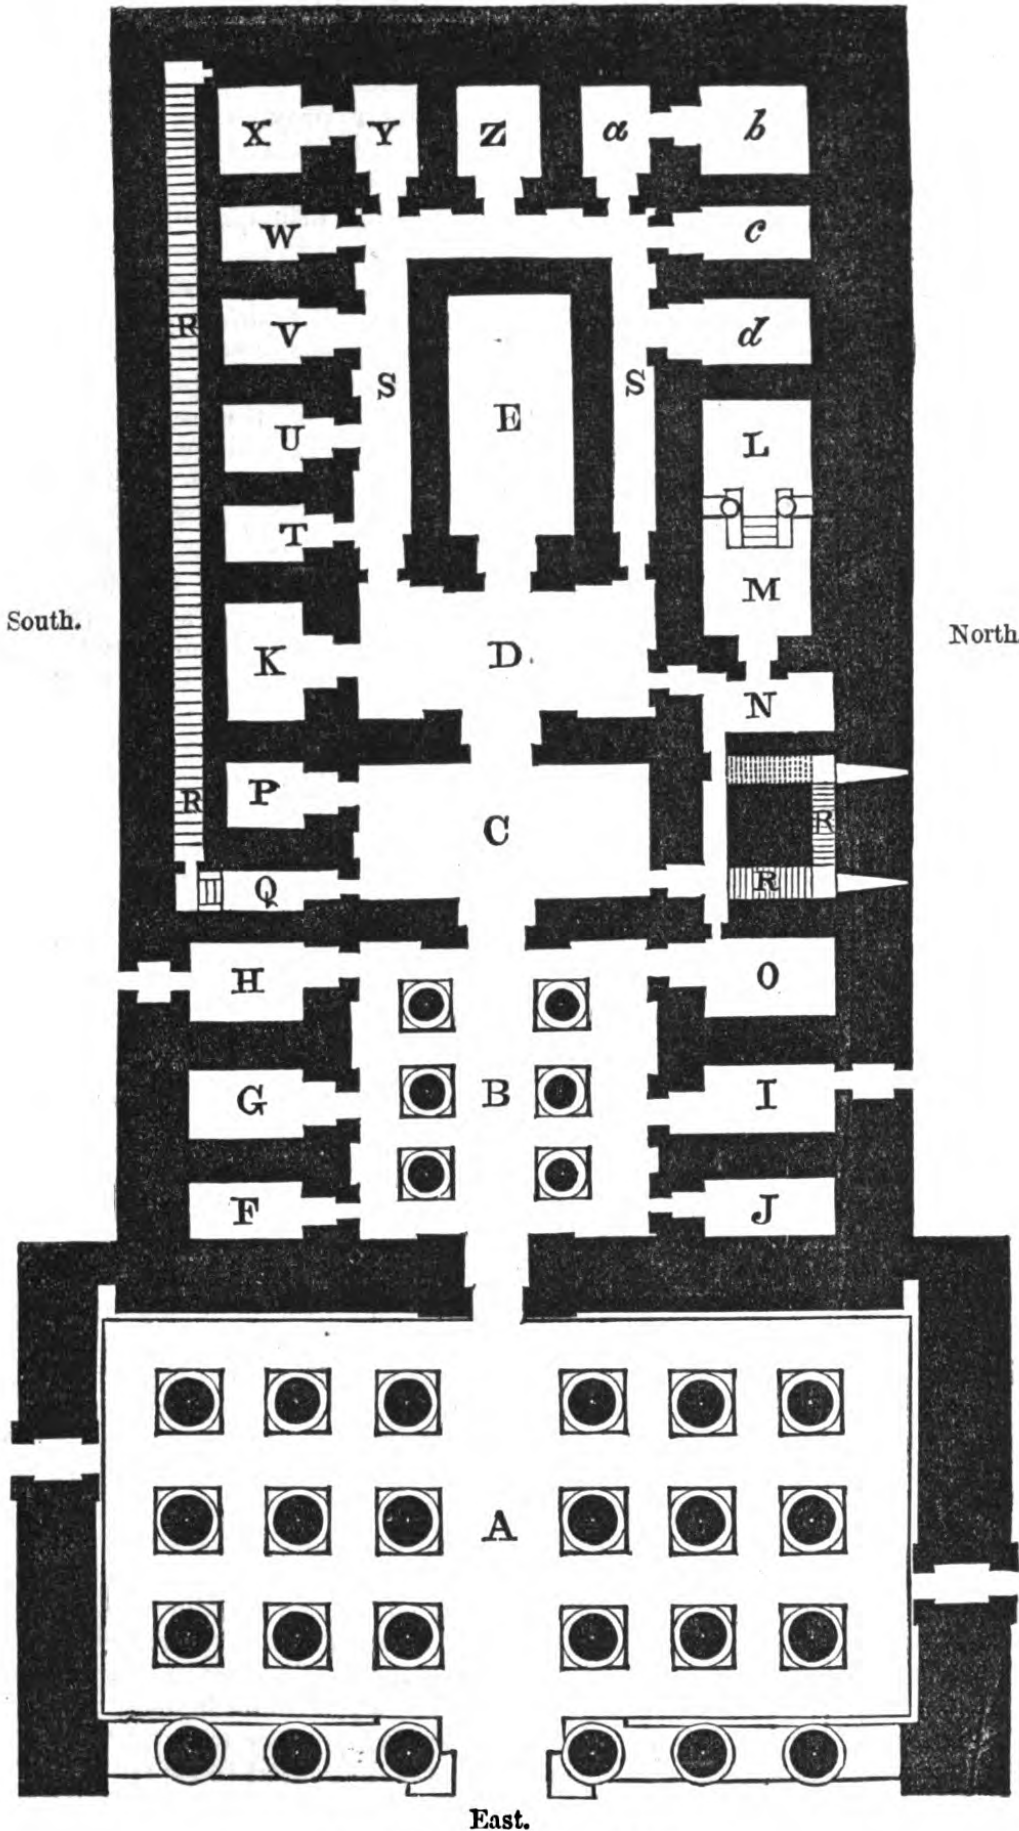 X Y Z a b
W c
R V d
S S
U E L
T
M
South. K D North
N
R P C R
Q R
H O
G B I
F J
A
East.